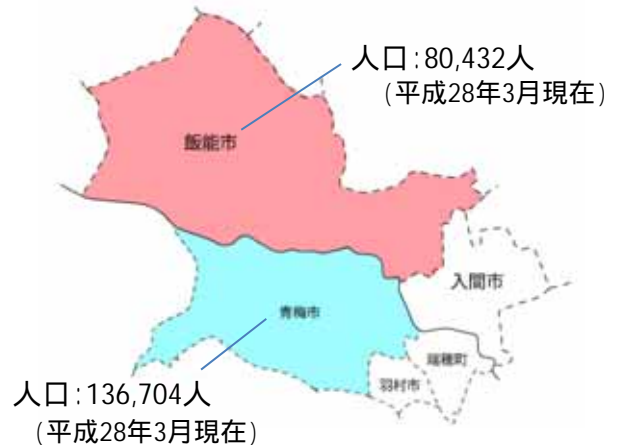 人口:80,432人
(平成28年3月現在)
飯能市
入間市
青梅市
瑞穂町
羽村市
人口:136,704人
(平成28年3月現在)